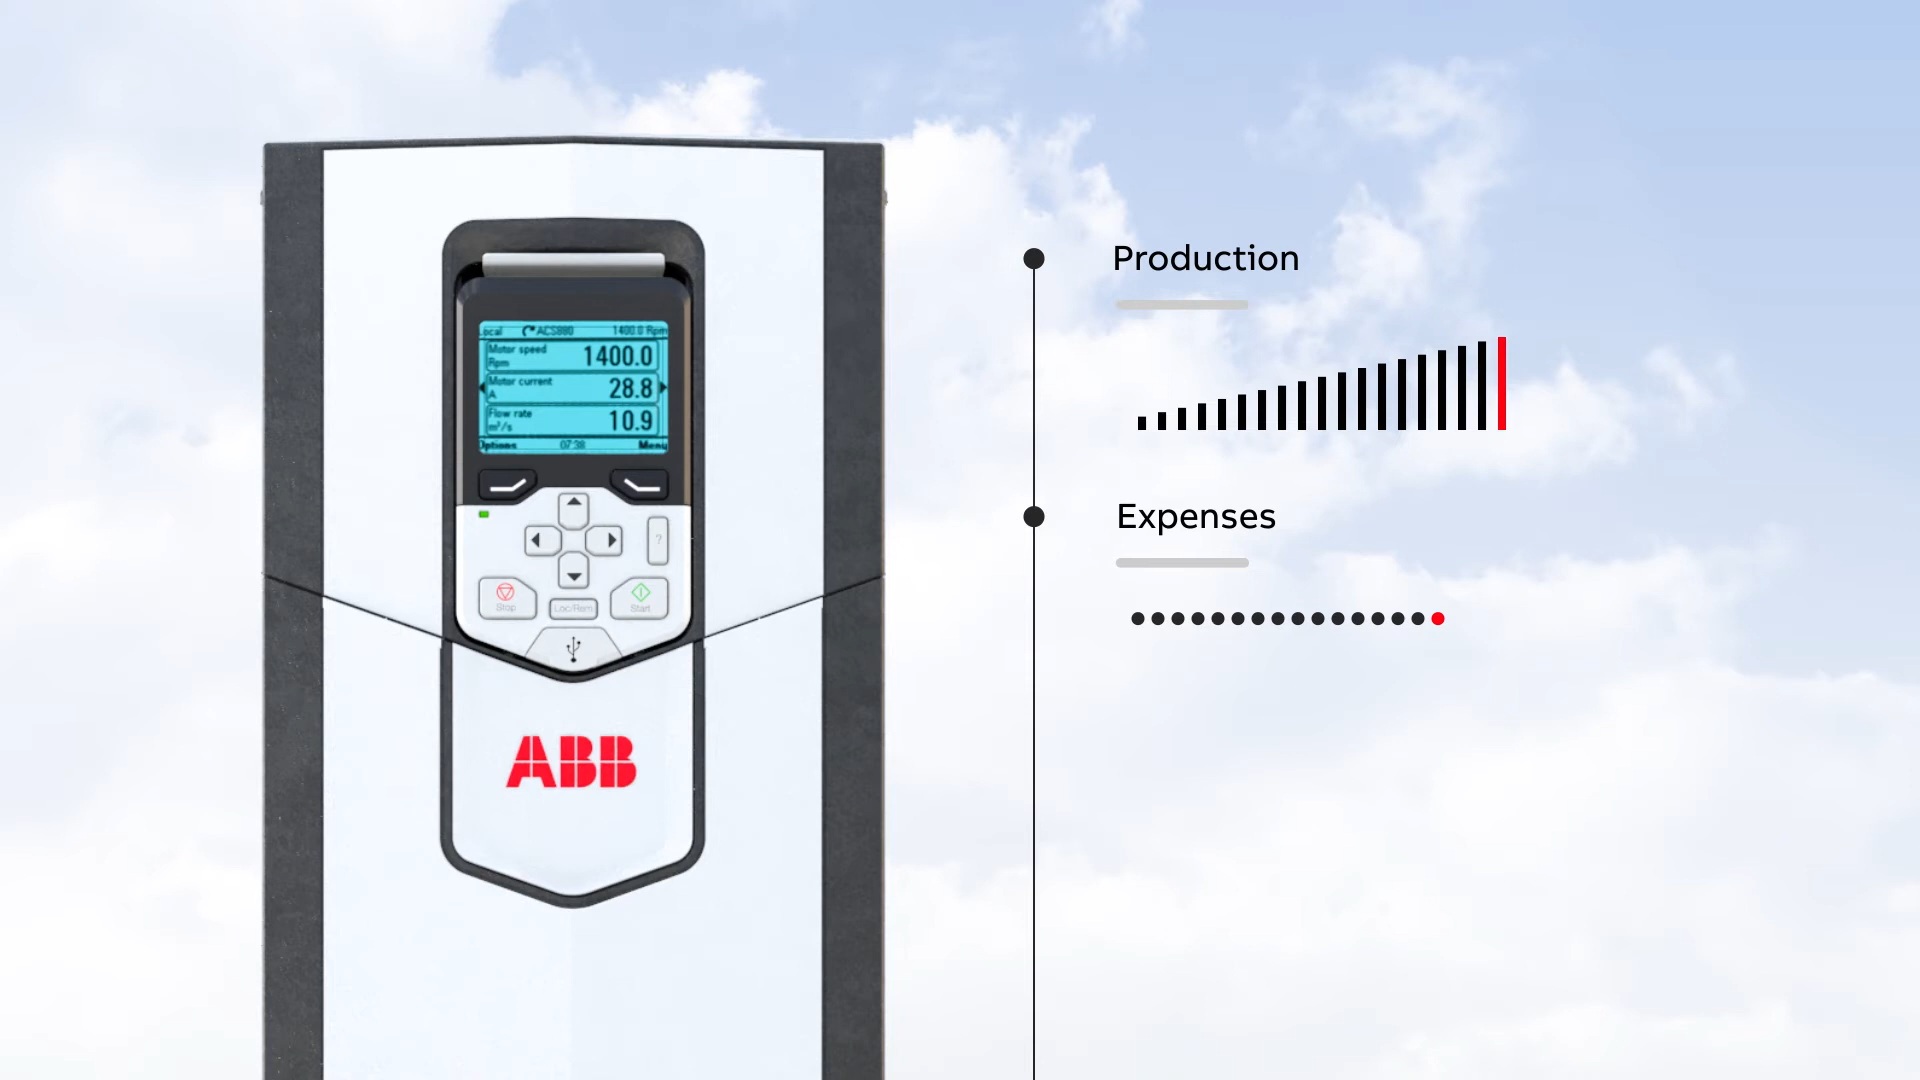 Local ACS880 1400.0 Rpm
Motor speed
Rpm
1400.0
Motor current
A
28.8
Flow rate
m³/s
10.9
Options 07:38 Menu
?
Stop Loc/Rem Start
ABB
Production
Expenses